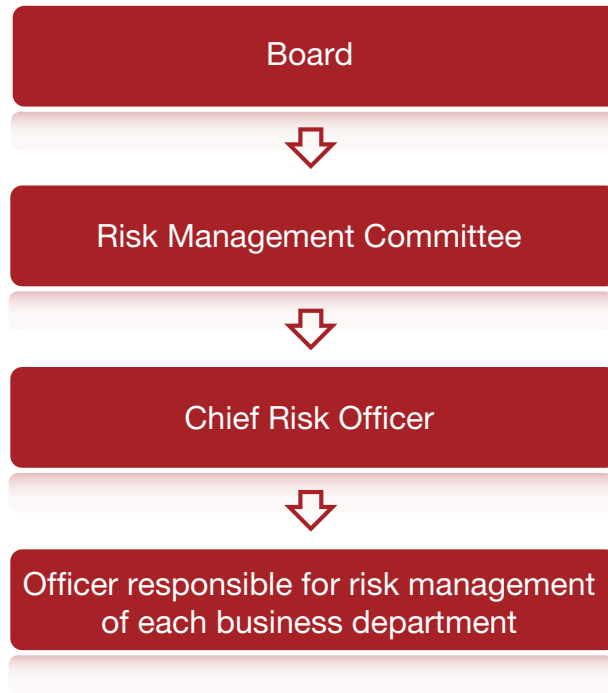 Board
Risk Management Committee
Chief Risk Officer
Officer responsible for risk management
of each business department